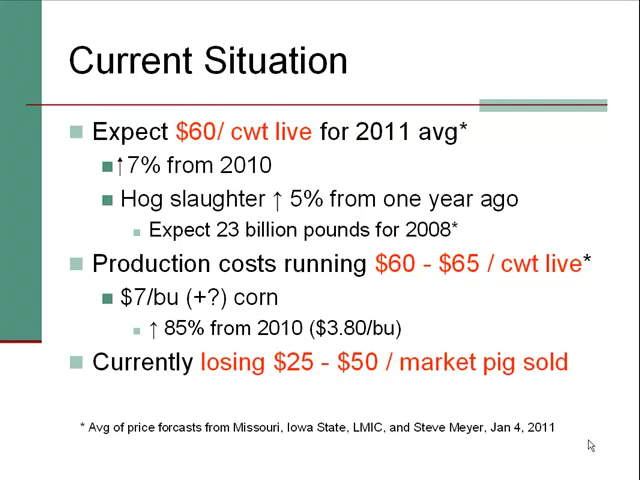 Current Situation
Expect $60/ cwt live for 2011 avg*
↑7% from 2010
Hog slaughter ↑ 5% from one year ago
Expect 23 billion pounds for 2008*
Production costs running $60 - $65 / cwt live*
$7/bu (+?) corn
↑ 85% from 2010 ($3.80/bu)
Currently losing $25 - $50 / market pig sold
* Avg of price forcasts from Missouri, Iowa State, LMIC, and Steve Meyer, Jan 4, 2011